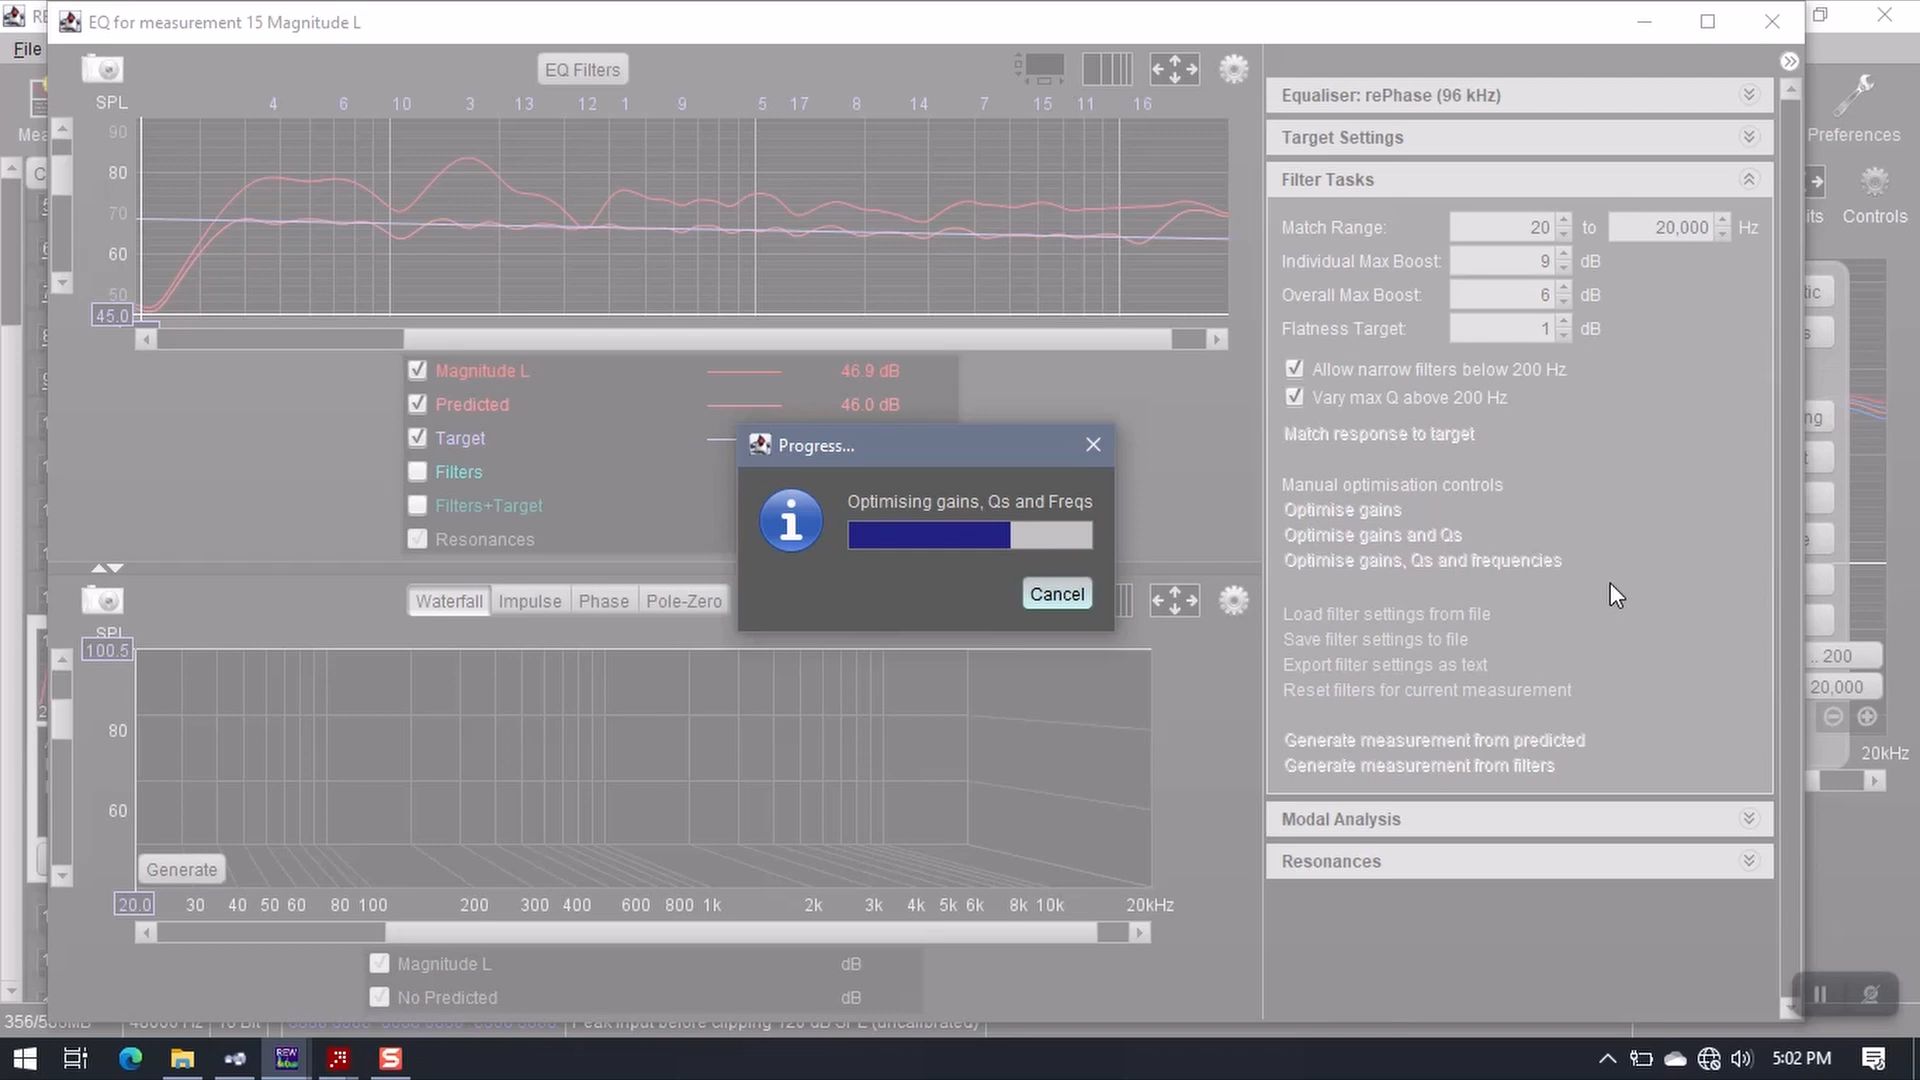 EQ for measurement 15 Magnitude L
File
EQ Filters
SPL
4 6 10 3 13 12 1 9 5 17 8 14 7 15 11 16
90
80
70
60
50
45.0
Magnitude L 46.9 dB
Predicted 46.0 dB
Target
Filters
Filters+Target
Resonances
Progress...
Optimising gains, Qs and Freqs
Cancel
Waterfall Impulse Phase Pole-Zero
SPL
100.5
80
60
Generate
20.0 30 40 50 60 80 100 200 300 400 600 800 1k 2k 3k 4k 5k 6k 8k 10k 20kHz
Magnitude L dB
No Predicted dB
Equaliser: rePhase (96 kHz)
Target Settings
Filter Tasks
Match Range: 20 to 20,000 Hz
Individual Max Boost: 9 dB
Overall Max Boost: 6 dB
Flatness Target: 1 dB
Allow narrow filters below 200 Hz
Vary max Q above 200 Hz
Match response to target
Manual optimisation controls
Optimise gains
Optimise gains and Qs
Optimise gains, Qs and frequencies
Load filter settings from file
Save filter settings to file
Export filter settings as text
Reset filters for current measurement
Generate measurement from predicted
Generate measurement from filters
Modal Analysis
Resonances
Preferences
Controls
.. 200
20,000
20kHz
Peak input before clipping 120 dB SPL (uncalibrated)
REW
5:02 PM